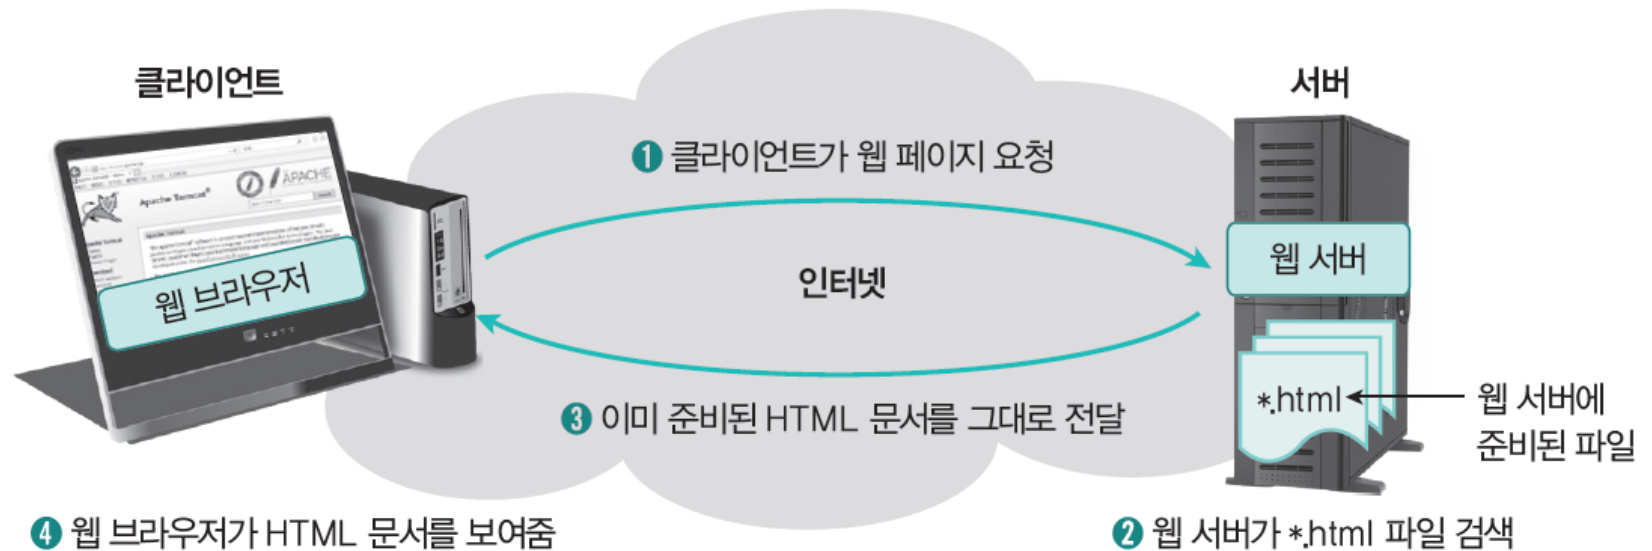 클라이언트
서버
❶ 클라이언트가 웹 페이지 요청
APACHE
Apache Tomcat®
웹 브라우저
인터넷
웹 서버
*.html
웹 서버에
준비된 파일
❸ 이미 준비된 HTML 문서를 그대로 전달
❹ 웹 브라우저가 HTML 문서를 보여줌
❷ 웹 서버가 *.html 파일 검색